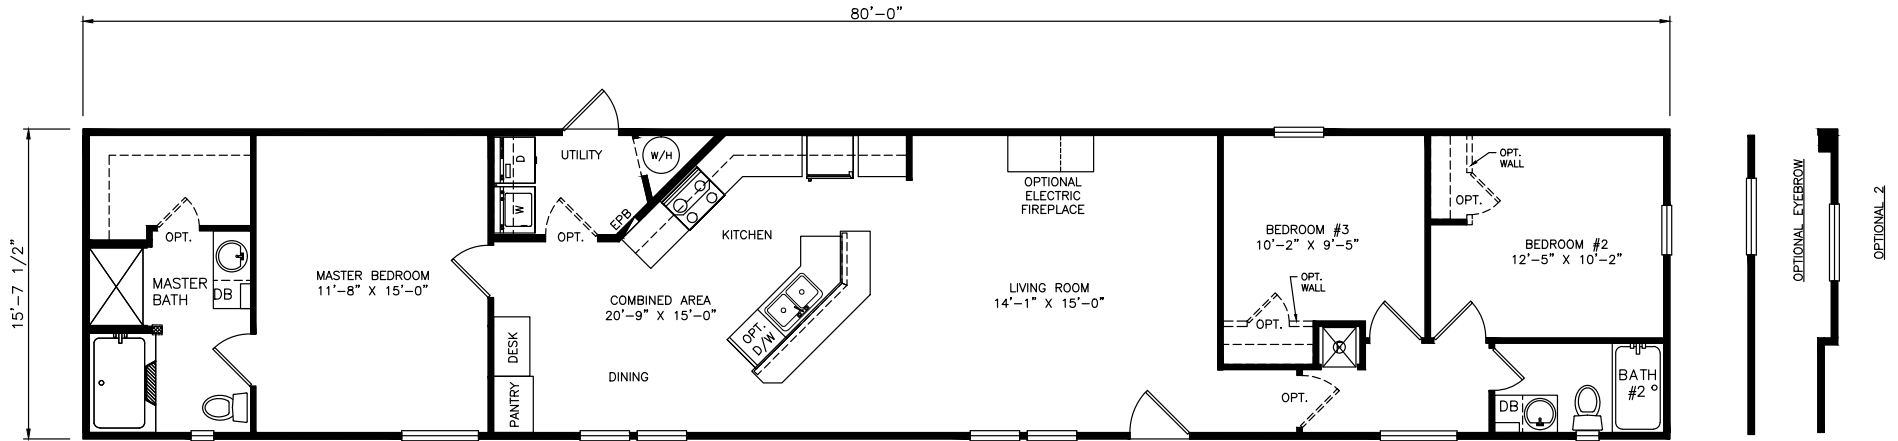 80'-0"
15'-7 1/2"
OPT.
MASTER
BATH
DB
MASTER BEDROOM
11'-8" X 15'-0"
D
W
UTILITY
W/H
OPT.
EPB
KITCHEN
COMBINED AREA
20'-9" X 15'-0"
DESK
PANTRY
DINING
OPT.
D/W
OPTIONAL
ELECTRIC
FIREPLACE
LIVING ROOM
14'-1" X 15'-0"
BEDROOM #3
10'-2" X 9'-5"
OPT.
WALL
OPT.
OPT.
OPT.
WALL
OPT.
BEDROOM #2
12'-5" X 10'-2"
DB
BATH
#2
OPTIONAL EYEBROW
OPTIONAL 2